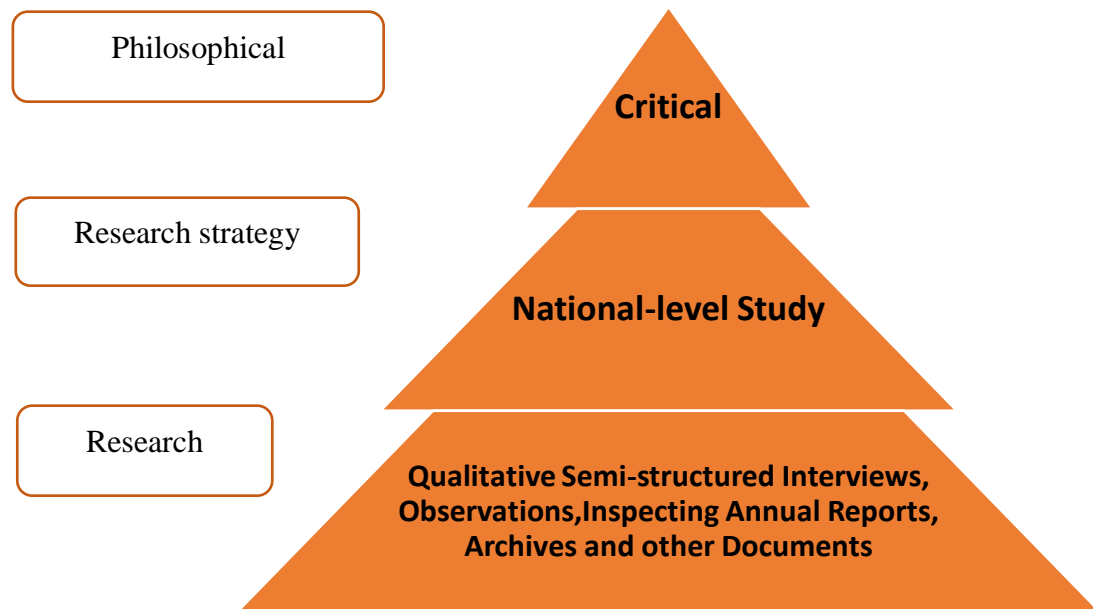 Philosophical
Critical
Research strategy
National-level Study
Research
Qualitative Semi-structured Interviews,
Observations,Inspecting Annual Reports,
Archives and other Documents